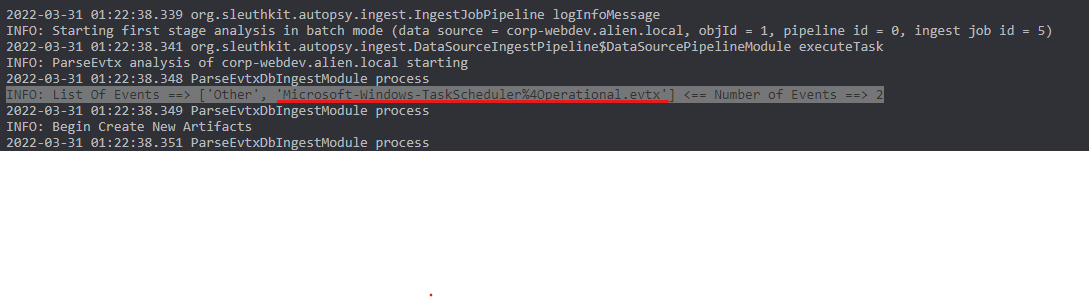 2022-03-31 01:22:38.339 org.sleuthkit.autopsy.ingest.IngestJobPipeline logInfoMessage
INFO: Starting first stage analysis in batch mode (data source = corp-webdev.alien.local, objId = 1, pipeline id = 0, ingest job id = 5)
2022-03-31 01:22:38.341 org.sleuthkit.autopsy.ingest.DataSourceIngestPipeline$DataSourcePipelineModule executeTask
INFO: ParseEvtx analysis of corp-webdev.alien.local starting
2022-03-31 01:22:38.348 ParseEvtxDbIngestModule process
INFO: List Of Events ==> ['Other', 'Microsoft-Windows-TaskScheduler%4Operational.evtx'] <== Number of Events ==> 2
2022-03-31 01:22:38.349 ParseEvtxDbIngestModule process
INFO: Begin Create New Artifacts
2022-03-31 01:22:38.351 ParseEvtxDbIngestModule process